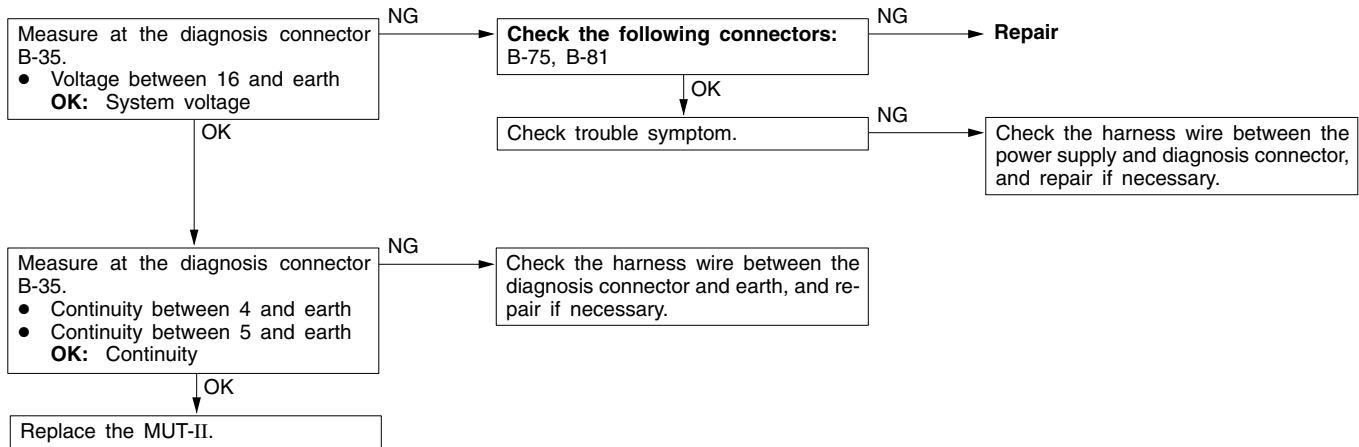 Measure at the diagnosis connector
B-35.
● Voltage between 16 and earth
OK: System voltage
NG
Check the following connectors:
B-75, B-81
NG
Repair
OK
Check trouble symptom.
NG
Check the harness wire between the
power supply and diagnosis connector,
and repair if necessary.
OK
Measure at the diagnosis connector
B-35.
● Continuity between 4 and earth
● Continuity between 5 and earth
OK: Continuity
NG
Check the harness wire between the
diagnosis connector and earth, and re-
pair if necessary.
OK
Replace the MUT-II.